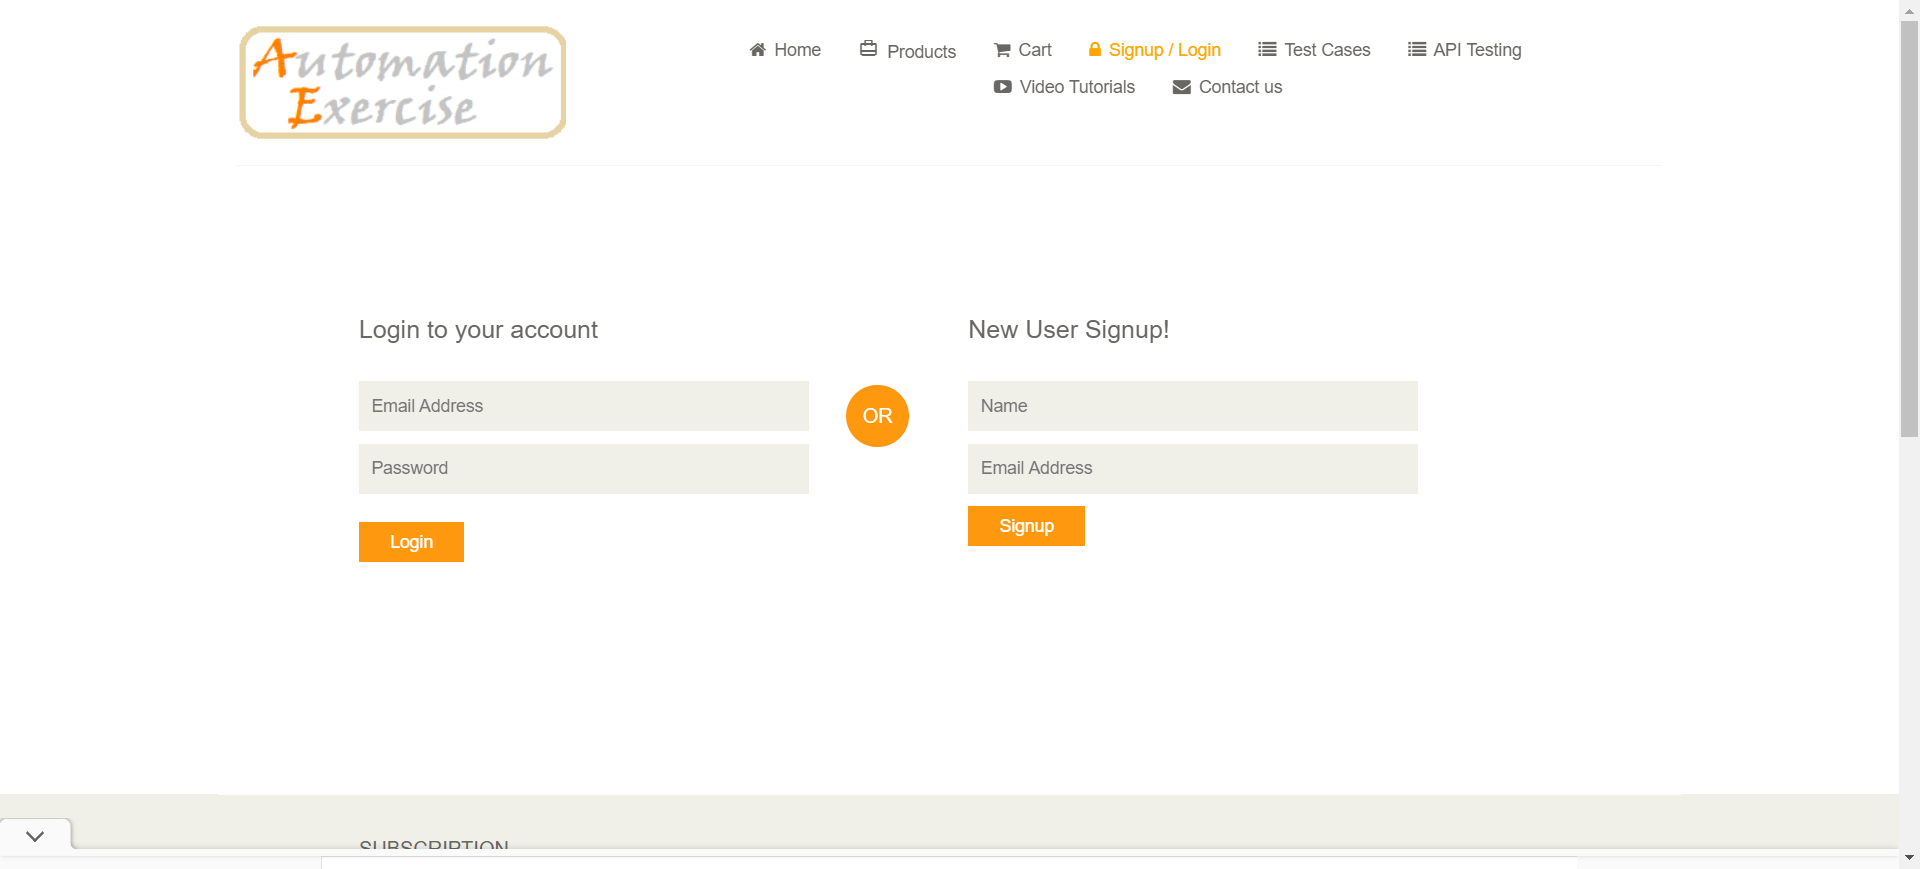 Automation
Exercise
Home Products Cart Signup / Login Test Cases API Testing
Video Tutorials Contact us
Login to your account
Email Address
Password
Login
OR
New User Signup!
Name
Email Address
Signup
SUBSCRIPTION